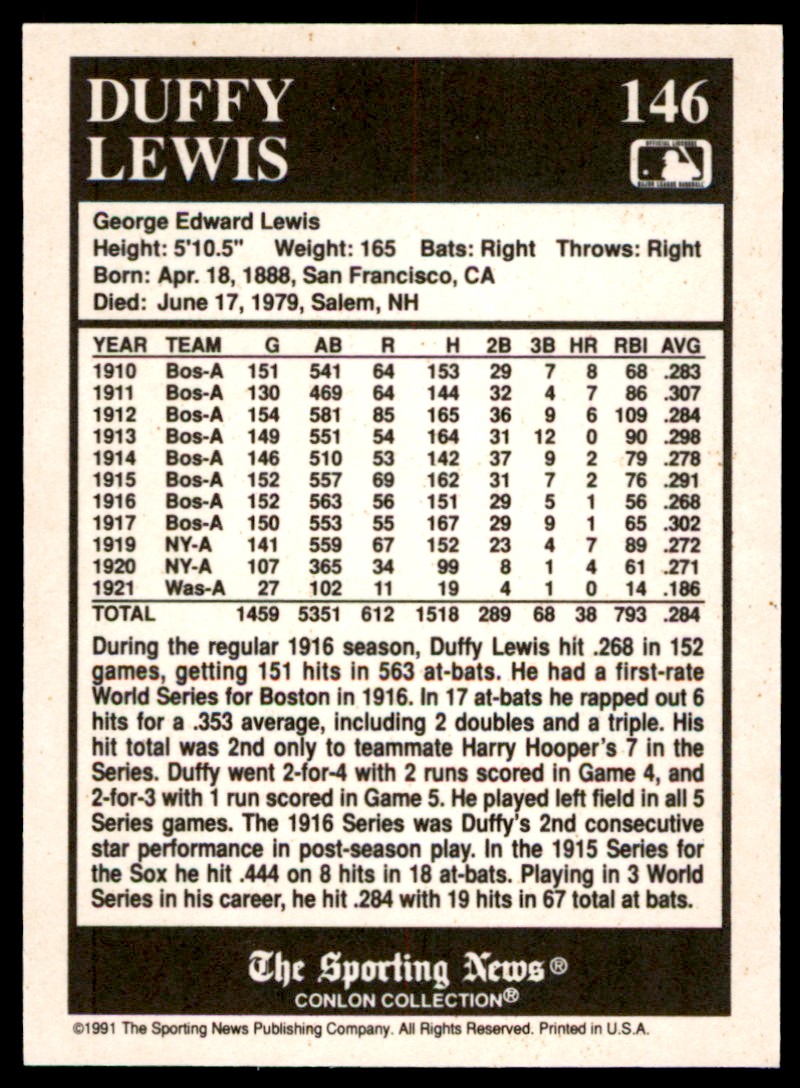 DUFFY 146
LEWIS
OFFICIAL LICENSEE
MAJOR LEAGUE BASEBALL
George Edward Lewis
Height: 5'10.5" Weight: 165 Bats: Right Throws: Right
Born: Apr. 18, 1888, San Francisco, CA
Died: June 17, 1979, Salem, NH
YEAR TEAM G AB R H 2B 3B HR RBI AVG
1910 Bos-A 151 541 64 153 29 7 8 68 .283
1911 Bos-A 130 469 64 144 32 4 7 86 .307
1912 Bos-A 154 581 85 165 36 9 6 109 .284
1913 Bos-A 149 551 54 164 31 12 0 90 .298
1914 Bos-A 146 510 53 142 37 9 2 79 .278
1915 Bos-A 152 557 69 162 31 7 2 76 .291
1916 Bos-A 152 563 56 151 29 5 1 56 .268
1917 Bos-A 150 553 55 167 29 9 1 65 .302
1919 NY-A 141 559 67 152 23 4 7 89 .272
1920 NY-A 107 365 34 99 8 1 4 61 .271
1921 Was-A 27 102 11 19 4 1 0 14 .186
TOTAL 1459 5351 612 1518 289 68 38 793 .284
During the regular 1916 season, Duffy Lewis hit .268 in 152
games, getting 151 hits in 563 at-bats. He had a first-rate
World Series for Boston in 1916. In 17 at-bats he rapped out 6
hits for a .353 average, including 2 doubles and a triple. His
hit total was 2nd only to teammate Harry Hooper's 7 in the
Series. Duffy went 2-for-4 with 2 runs scored in Game 4, and
2-for-3 with 1 run scored in Game 5. He played left field in all 5
Series games. The 1916 Series was Duffy's 2nd consecutive
star performance in post-season play. In the 1915 Series for
the Sox he hit .444 on 8 hits in 18 at-bats. Playing in 3 World
Series in his career, he hit .284 with 19 hits in 67 total at bats.
The Sporting News®
CONLON COLLECTION®
©1991 The Sporting News Publishing Company. All Rights Reserved. Printed in U.S.A.